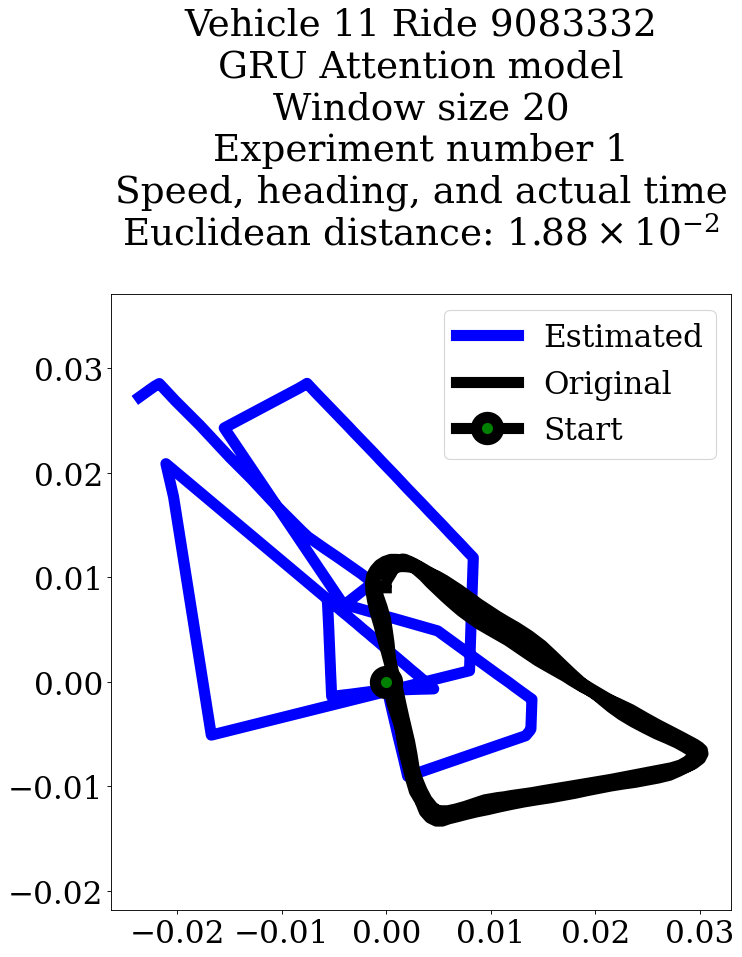 Vehicle 11 Ride 9083332
GRU Attention model
Window size 20
Experiment number 1
Speed, heading, and actual time
Euclidean distance: 1.88 × 10⁻²
Estimated
Original
Start
0.03
0.02
0.01
0.00
−0.01
−0.02
−0.02 −0.01 0.00 0.01 0.02 0.03